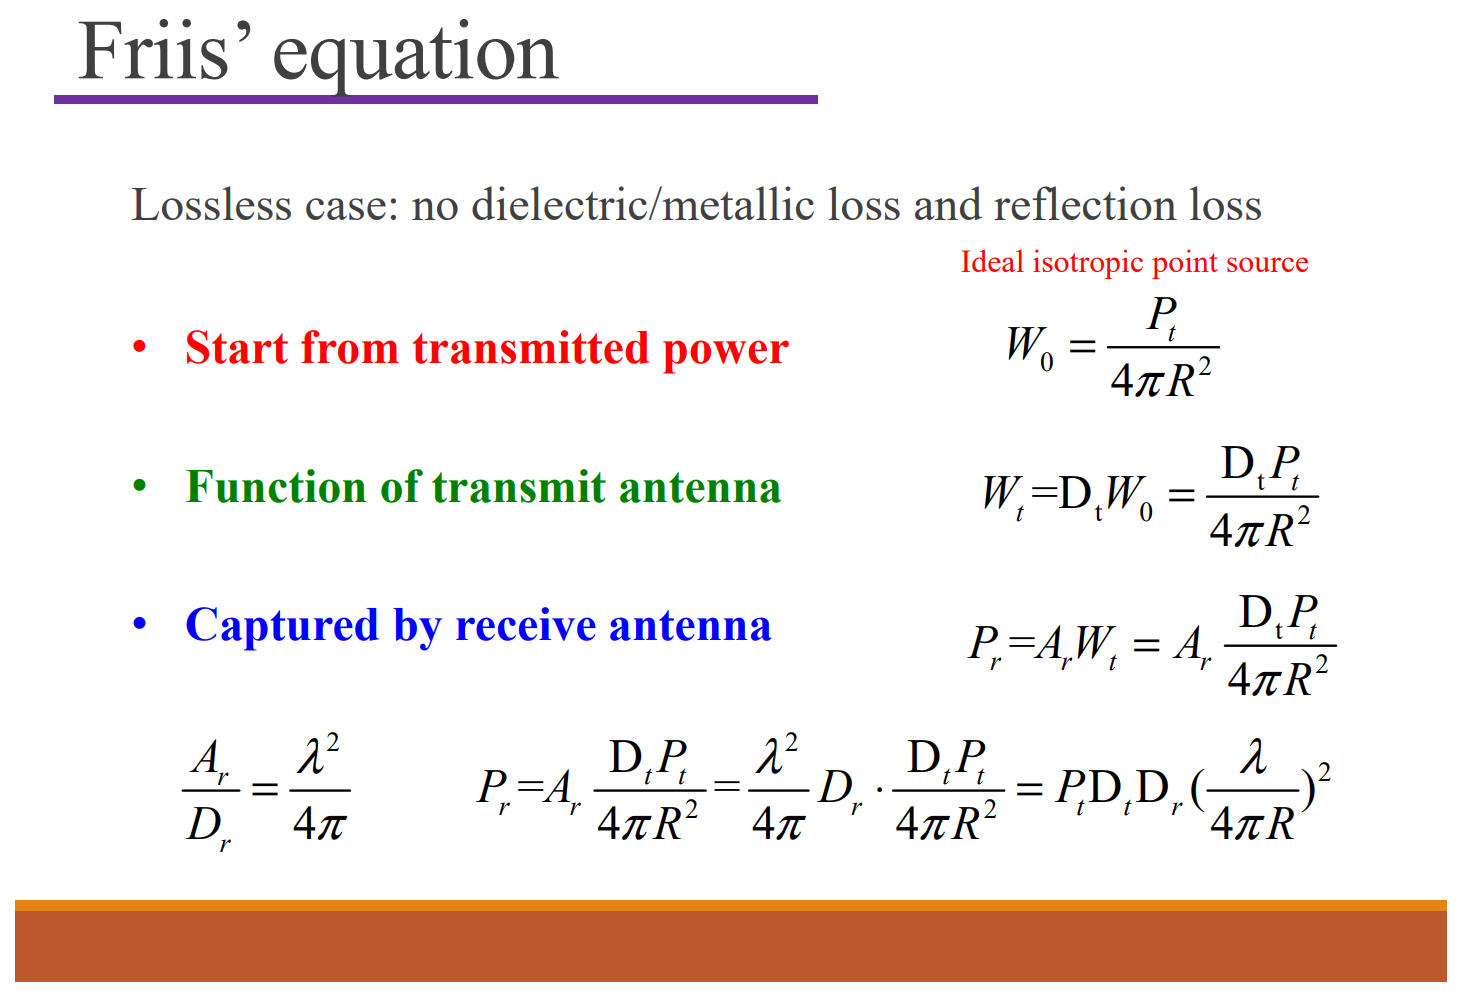 Friis’ equation
Lossless case: no dielectric/metallic loss and reflection loss
Ideal isotropic point source
• Start from transmitted power
W_0 = \frac{P_t}{4\pi R^2}
• Function of transmit antenna
W_t = D_t W_0 = \frac{D_t P_t}{4\pi R^2}
• Captured by receive antenna
P_r = A_r W_t = A_r \frac{D_t P_t}{4\pi R^2}
\frac{A_r}{D_r} = \frac{\lambda^2}{4\pi}
P_r = A_r \frac{D_t P_t}{4\pi R^2} = \frac{\lambda^2}{4\pi} D_r \cdot \frac{D_t P_t}{4\pi R^2} = P_t D_t D_r (\frac{\lambda}{4\pi R})^2